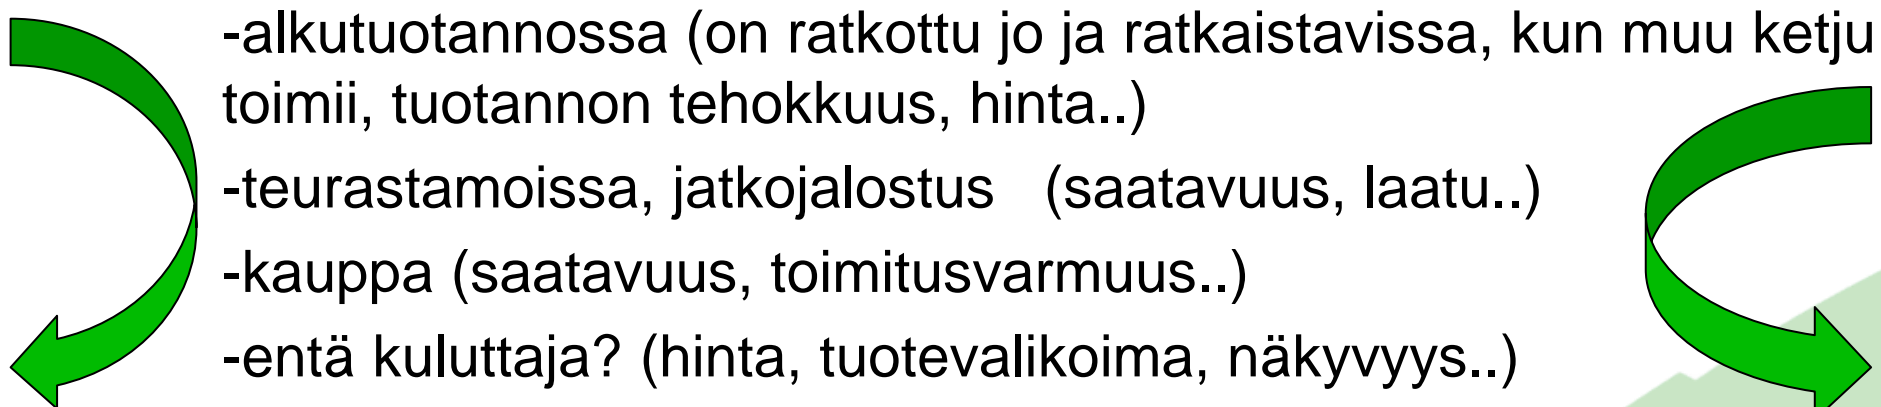 -alkutuotannossa (on ratkottu jo ja ratkaistavissa, kun muu ketju
toimii, tuotannon tehokkuus, hinta..)
-teurastamoissa, jatkojalostus (saatavuus, laatu..)
-kauppa (saatavuus, toimitusvarmuus..)
-entä kuluttaja? (hinta, tuotevalikoima, näkyvyys..)